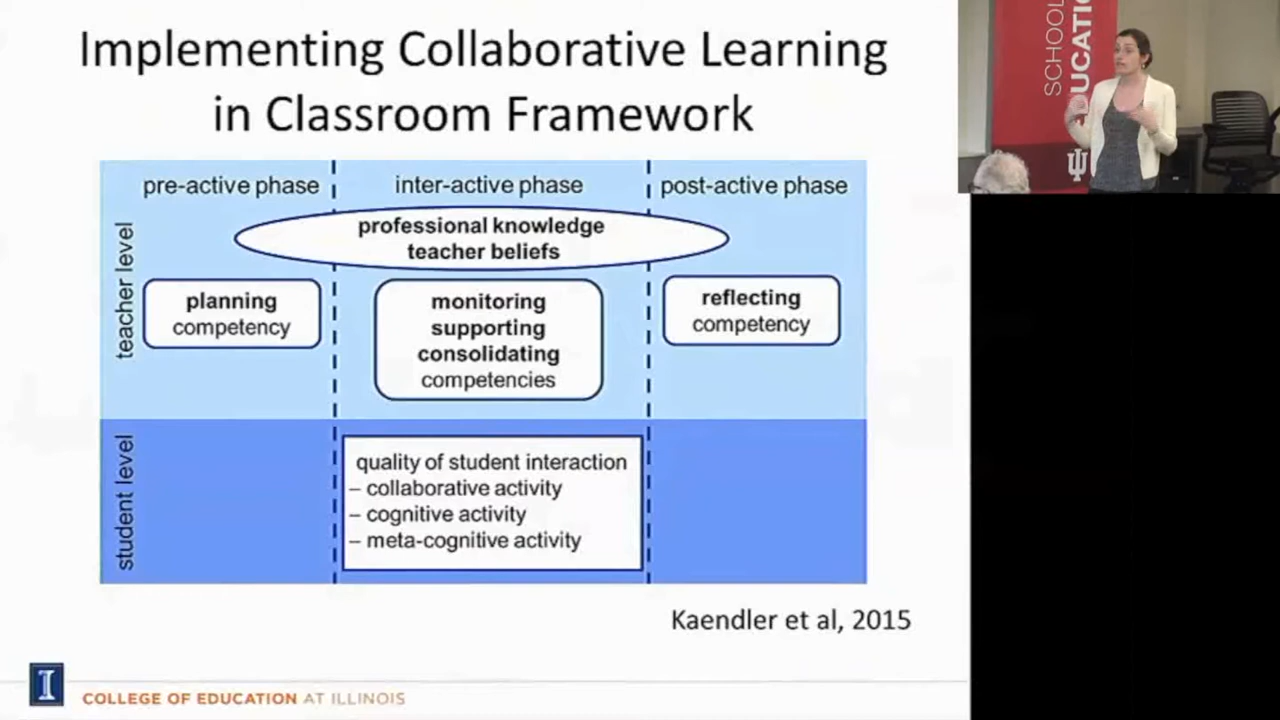 Implementing Collaborative Learning
in Classroom Framework
pre-active phase
inter-active phase
post-active phase
teacher level
professional knowledge
teacher beliefs
planning
competency
monitoring
supporting
consolidating
competencies
reflecting
competency
student level
quality of student interaction
– collaborative activity
– cognitive activity
– meta-cognitive activity
Kaendler et al, 2015
I
COLLEGE OF EDUCATION AT ILLINOIS
SCHOOL